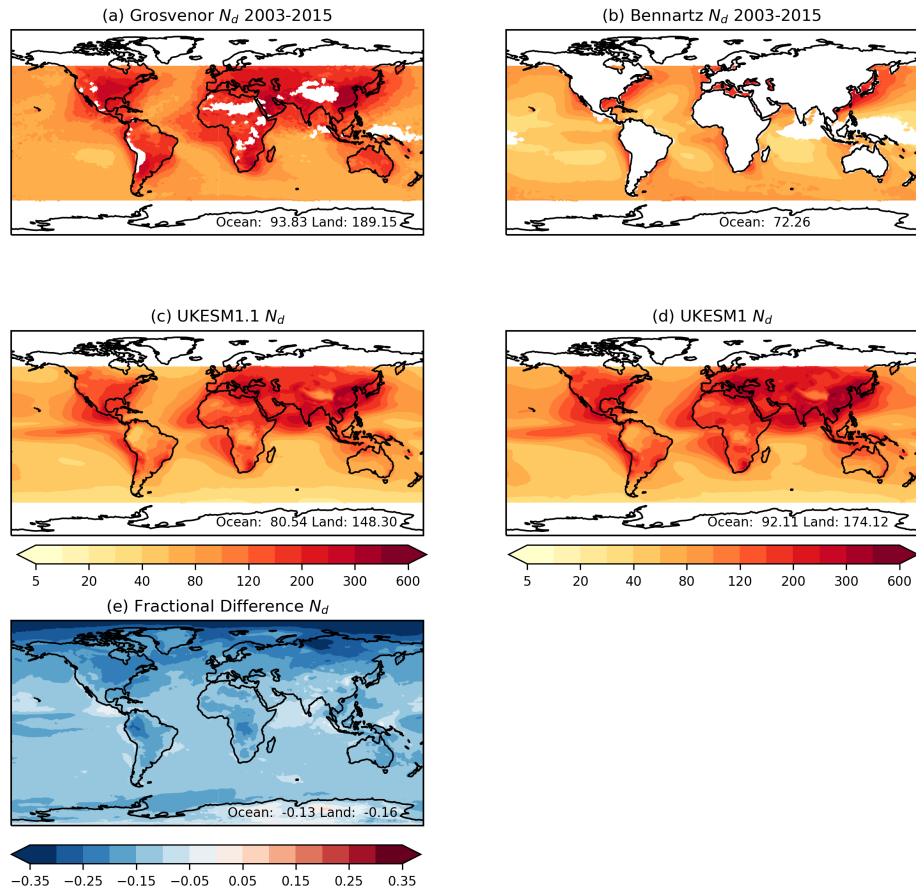 (a) Grosvenor N_d 2003-2015
(b) Bennartz N_d 2003-2015
Ocean: 93.83 Land: 189.15
Ocean: 72.26
(c) UKESM1.1 N_d
(d) UKESM1 N_d
Ocean: 80.54 Land: 148.30
Ocean: 92.11 Land: 174.12
5 20 40 80 120 200 300 600
5 20 40 80 120 200 300 600
(e) Fractional Difference N_d
Ocean: -0.13 Land: -0.16
−0.35 −0.25 −0.15 −0.05 0.05 0.15 0.25 0.35